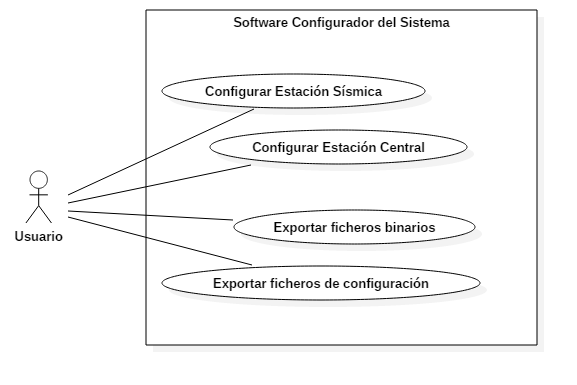 Software Configurador del Sistema
Configurar Estación Sísmica
Configurar Estación Central
Usuario
Exportar ficheros binarios
Exportar ficheros de configuración